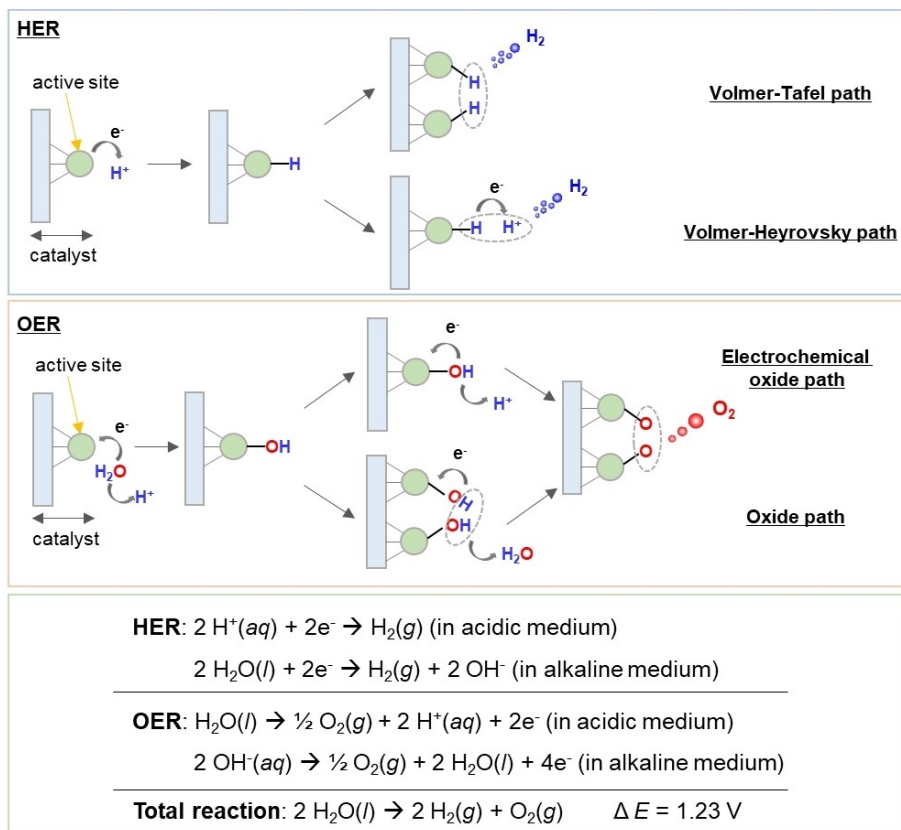 HER
active site
e⁻
H⁺
catalyst
H
H
H
H₂
Volmer-Tafel path
e⁻
H H⁺
H₂
Volmer-Heyrovsky path
OER
active site
e⁻
H₂O
H⁺
catalyst
OH
e⁻
OH
H⁺
Electrochemical
oxide path
e⁻
OH
OH
H₂O
O
O
O₂
Oxide path
HER: 2 H⁺(aq) + 2e⁻ → H₂(g) (in acidic medium)
2 H₂O(l) + 2e⁻ → H₂(g) + 2 OH⁻ (in alkaline medium)
OER: H₂O(l) → ½ O₂(g) + 2 H⁺(aq) + 2e⁻ (in acidic medium)
2 OH⁻(aq) → ½ O₂(g) + 2 H₂O(l) + 4e⁻ (in alkaline medium)
Total reaction: 2 H₂O(l) → 2 H₂(g) + O₂(g) Δ E = 1.23 V